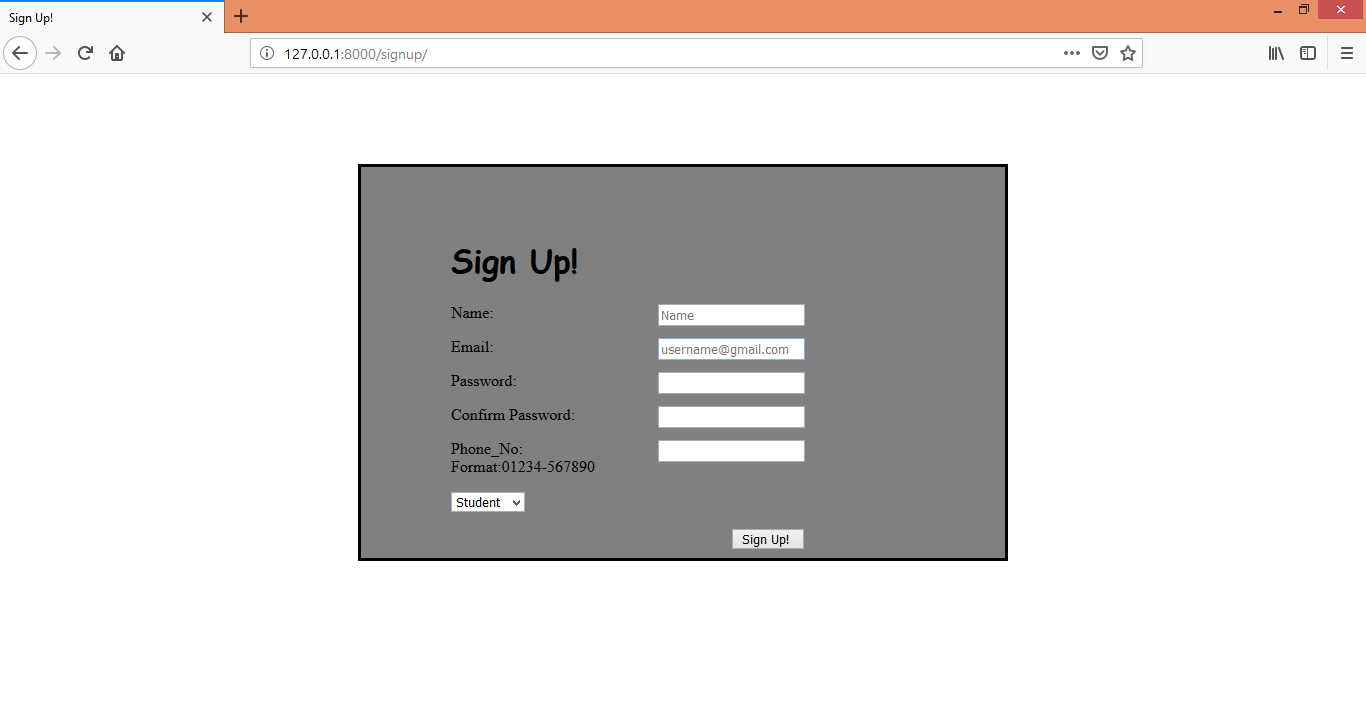 Sign Up!
127.0.0.1:8000/signup/
Sign Up!
Name: Name
Email: username@gmail.com
Password:
Confirm Password:
Phone_No:
Format:01234-567890
Student
Sign Up!